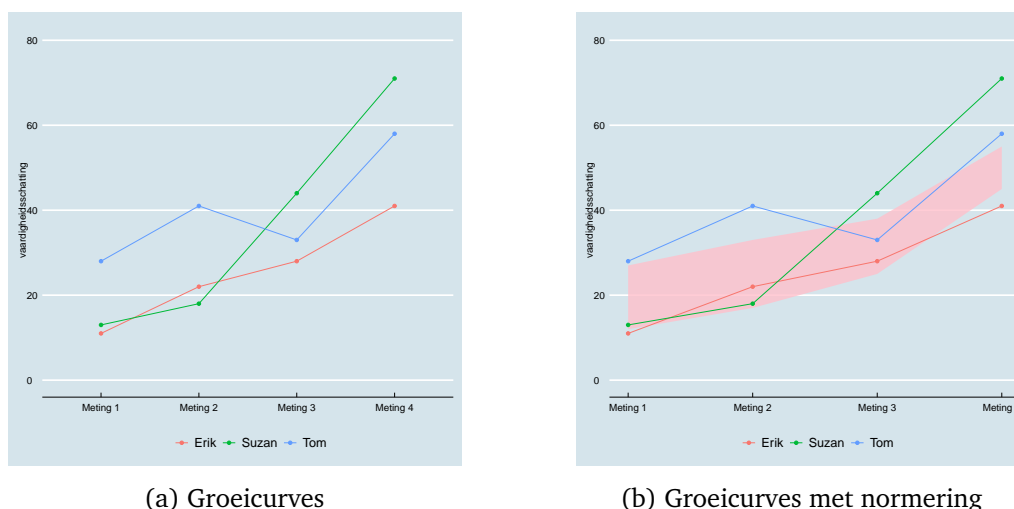 80
60
40
20
0
vaardigheidsschatting
Meting 1 Meting 2 Meting 3 Meting 4
Erik Suzan Tom
(a) Groeicurves
80
60
40
20
0
vaardigheidsschatting
Meting 1 Meting 2 Meting 3 Meting
Erik Suzan Tom
(b) Groeicurves met normering